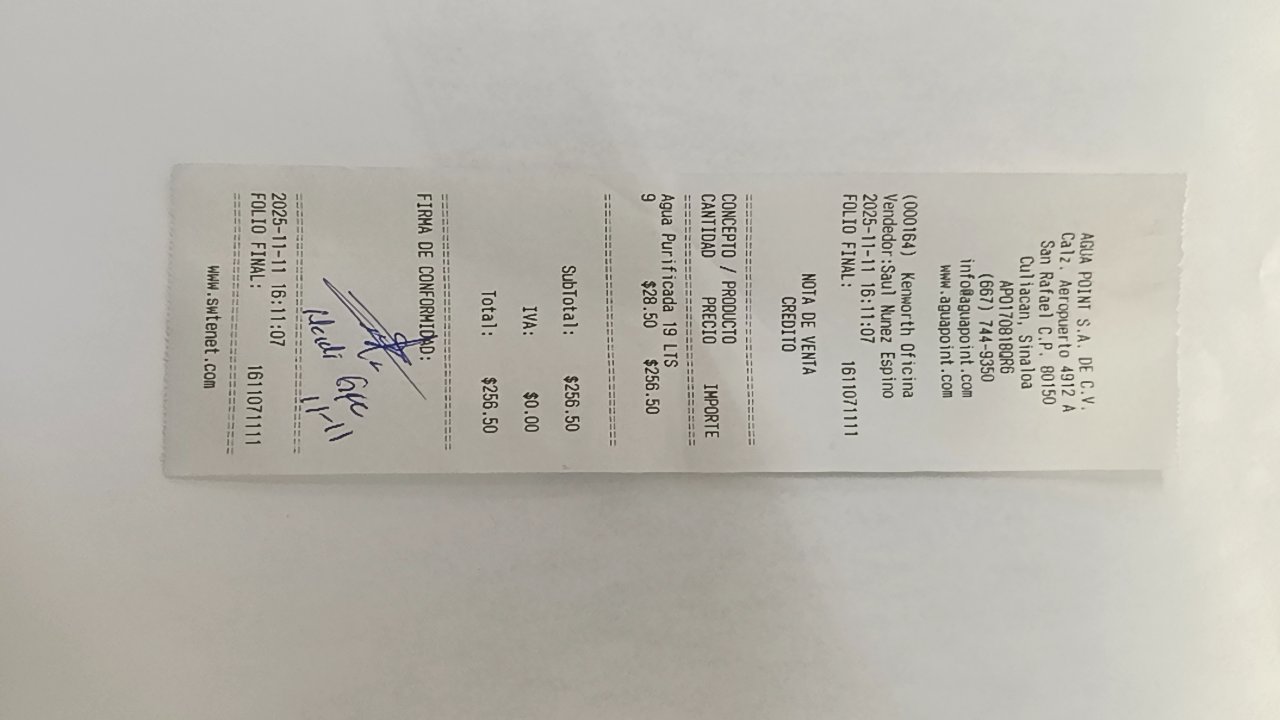 AGUA POINT S.A. DE C.V.
Calz. Aeropuerto 4912 A
San Rafael C.P. 80150
Culiacan, Sinaloa
APO170818Q86
(667) 744-9350
info@aguapoint.com
www.aguapoint.com
(000164) Kenworth Oficina
Vendedor:Saul Nunez Espino
2025-11-11 16:11:07
FOLIO FINAL: 1611071111
NOTA DE VENTA
CREDITO
==============================
CONCEPTO / PRODUCTO
CANTIDAD PRECIO IMPORTE
==============================
Agua Purificada 19 LTS
9 $28.50 $256.50
==============================
SubTotal: $256.50
IVA: $0.00
Total: $256.50
==============================
FIRMA DE CONFORMIDAD:
11-11
==============================
2025-11-11 16:11:07
FOLIO FINAL: 1611071111
==============================
www.swtenet.com